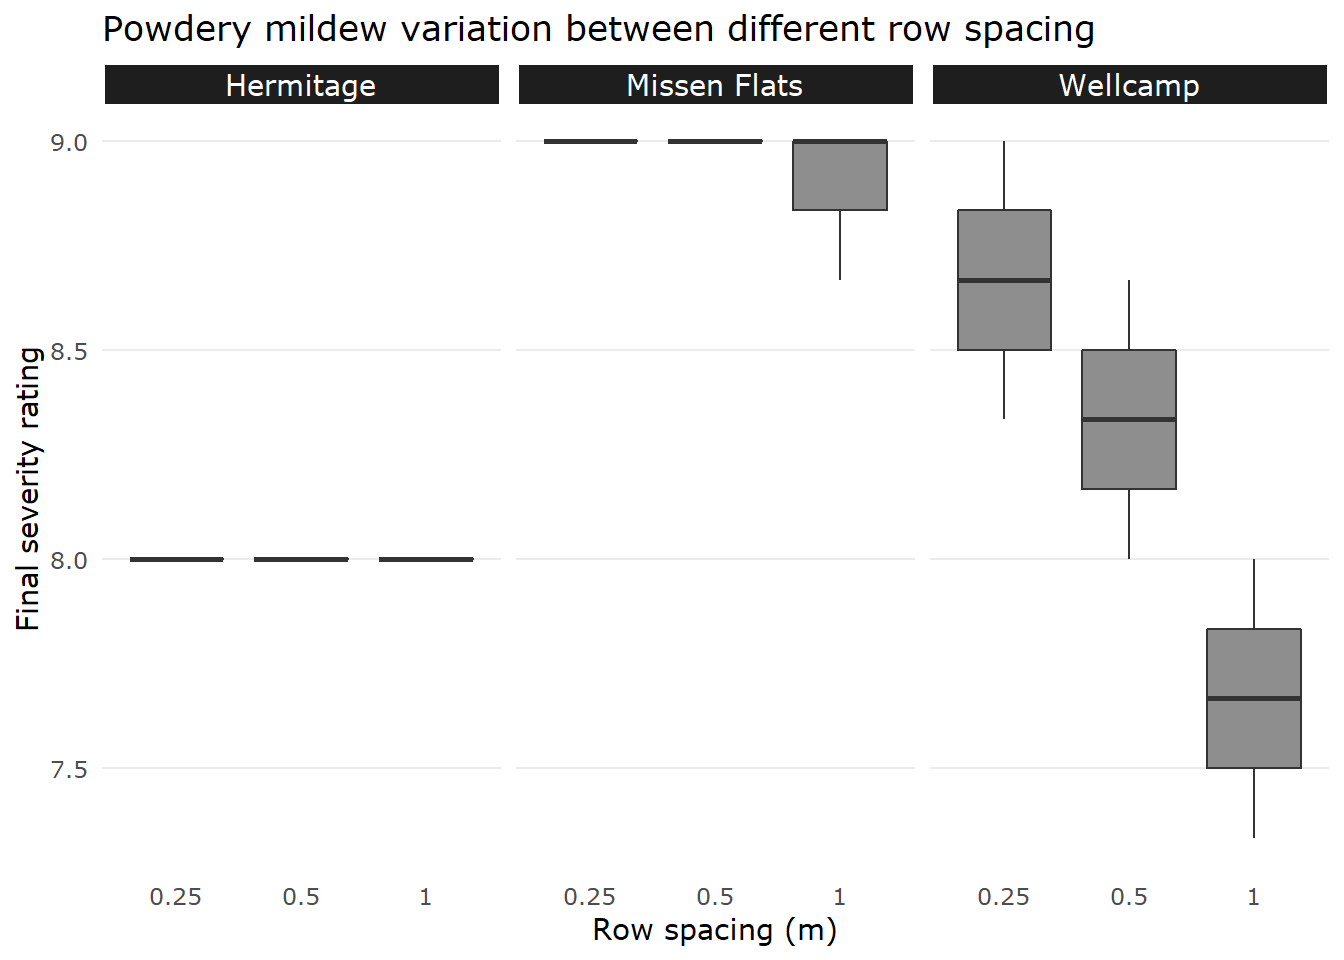 Powdery mildew variation between different row spacing
Hermitage Missen Flats Wellcamp
9.0
8.5
8.0
7.5
Final severity rating
0.25 0.5 1 0.25 0.5 1 0.25 0.5 1
Row spacing (m)